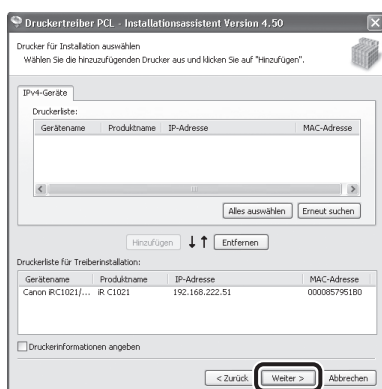 Druckertreiber PCL - Installationsassistent Version 4.50
Drucker für Installation auswählen
Wählen Sie die hinzuzufügenden Drucker aus und klicken Sie auf "Hinzufügen".
IPv4-Geräte
Druckerliste:
Gerätename Produktname IP-Adresse MAC-Adresse
Alles auswählen Erneut suchen
Hinzufügen Entfernen
Druckerliste für Treiberinstallation:
Gerätename Produktname IP-Adresse MAC-Adresse
Canon iRC1021/... iR C1021 192.168.222.51 0000857951B0
Druckerinformationen angeben
< Zurück Weiter > Abbrechen